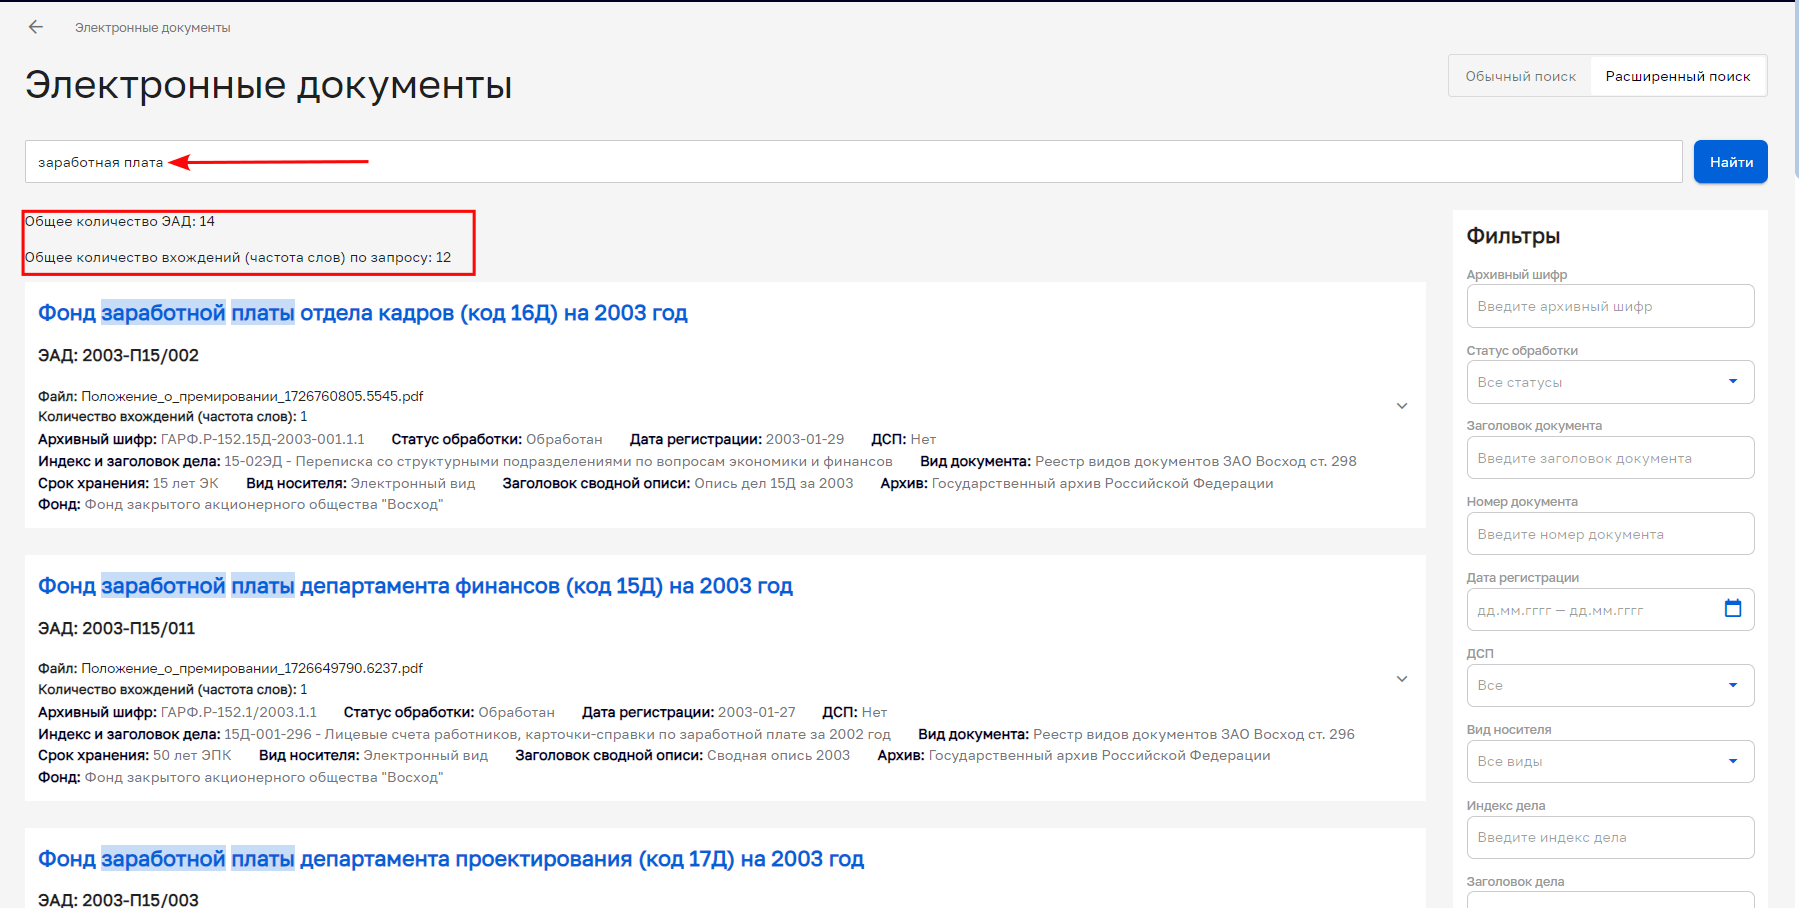 Электронные документы
Электронные документы
Обычный поиск
Расширенный поиск
заработная плата
Найти
Общее количество ЭАД: 14
Общее количество вхождений (частота слов) по запросу: 12
Фонд заработной платы отдела кадров (код 16Д) на 2003 год
ЭАД: 2003-П15/002
Файл: Положение_о_премировании_1726760805.5545.pdf
Количество вхождений (частота слов): 1
Архивный шифр: ГАРФ.Р-152.15Д-2003-001.1.1 Статус обработки: Обработан Дата регистрации: 2003-01-29 ДСП: Нет
Индекс и заголовок дела: 15-02ЭД - Переписка со структурными подразделениями по вопросам экономики и финансов Вид документа: Реестр видов документов ЗАО Восход ст. 298
Срок хранения: 15 лет ЭК Вид носителя: Электронный вид Заголовок сводной описи: Опись дел 15Д за 2003 Архив: Государственный архив Российской Федерации
Фонд: Фонд закрытого акционерного общества "Восход"
Фонд заработной платы департамента финансов (код 15Д) на 2003 год
ЭАД: 2003-П15/011
Файл: Положение_о_премировании_1726649790.6237.pdf
Количество вхождений (частота слов): 1
Архивный шифр: ГАРФ.Р-152.1/2003.1.1 Статус обработки: Обработан Дата регистрации: 2003-01-27 ДСП: Нет
Индекс и заголовок дела: 15Д-001-296 - Лицевые счета работников, карточки-справки по заработной плате за 2002 год Вид документа: Реестр видов документов ЗАО Восход ст. 296
Срок хранения: 50 лет ЭПК Вид носителя: Электронный вид Заголовок сводной описи: Сводная опись 2003 Архив: Государственный архив Российской Федерации
Фонд: Фонд закрытого акционерного общества "Восход"
Фонд заработной платы департамента проектирования (код 17Д) на 2003 год
ЭАД: 2003-П15/003
Фильтры
Архивный шифр
Введите архивный шифр
Статус обработки
Все статусы
Заголовок документа
Введите заголовок документа
Номер документа
Введите номер документа
Дата регистрации
дд.мм.гггг – дд.мм.гггг
ДСП
Все
Вид носителя
Все виды
Индекс дела
Введите индекс дела
Заголовок дела